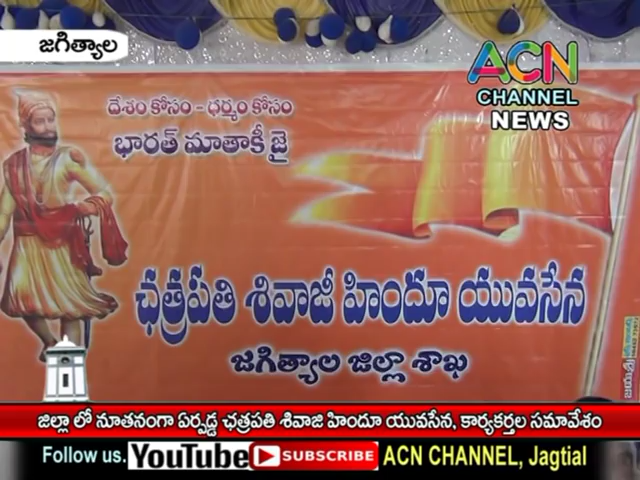 జగిత్యాల
ACN
CHANNEL
NEWS
దేశం కోసం - ధర్మం కోసం
భారత్ మాతాకీ జై
ఛత్రపతి శివాజీ హిందూ యువసేన
జగిత్యాల జిల్లా శాఖ
జిల్లా లో నూతనంగా ఏర్పడ్డ ఛత్రపతి శివాజి హిందూ యువసేన, కార్యకర్తల సమావేశం
Follow us. YouTube SUBSCRIBE ACN CHANNEL, Jagtial